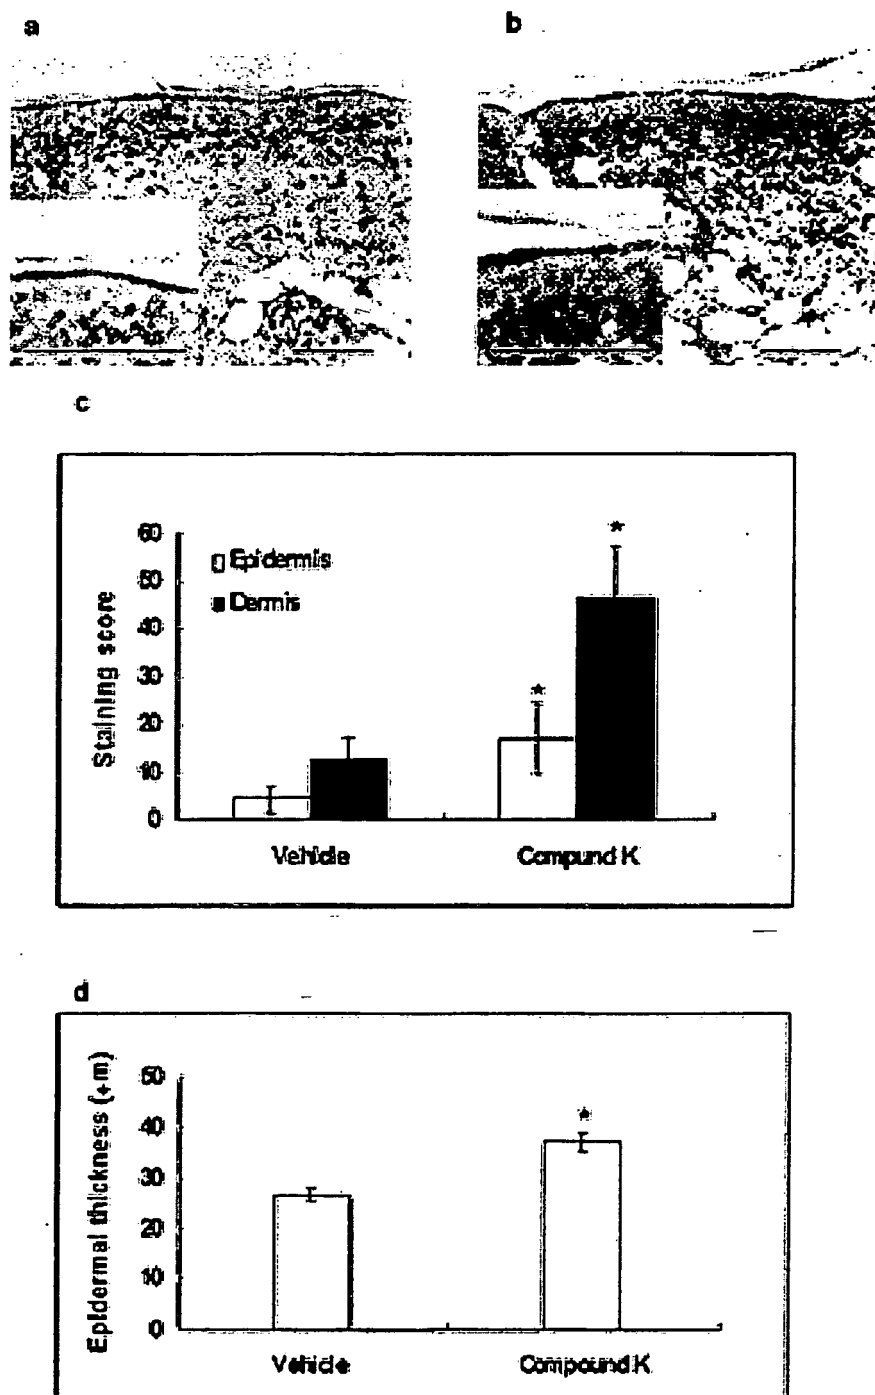 a
b
c
60
50
40
30
20
10
0
Staining score
Epidermis
Dermis
*
*
Vehicle
Compund K
d
50
40
30
20
10
0
Epidermal thickness (+m)
*
Vehicle
Compound K